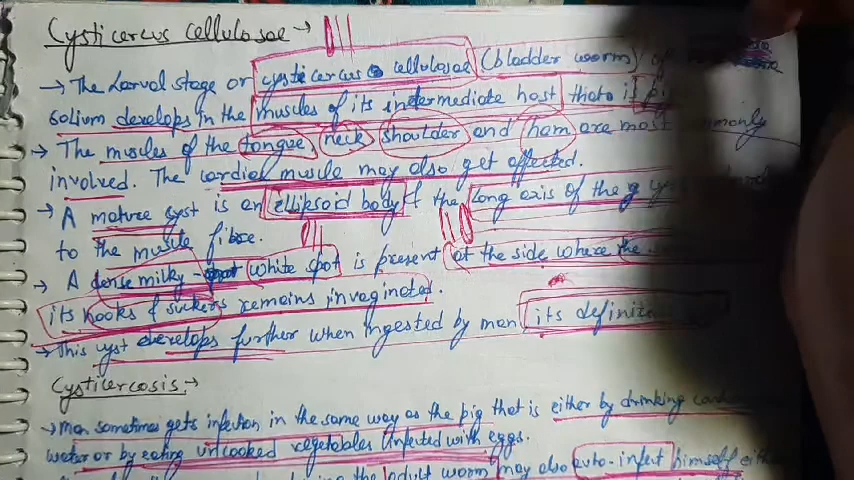 Cysticercus cellulosae →
→ The larval stage or cysticercus cellulosae (bladder worm) of
solium develops in the muscles of its intermediate host thato is pi
→ The muscles of the tongue, neck, shoulder and ham are most commonly
involved. The cardiac muscle may also get affected.
→ A mature cyst is an ellipsoid body & the long axis of the cyst
to the muscle fibre.
→ A dense milky - white spot is present at the side where the
its hooks & suckers remains invaginated.
→ This cyst develops further when ingested by man its definit
Cysticercosis →
→ Man sometimes gets infection in the same way as the pig that is either by drinking
water or by eating uncooked vegetables infected with eggs.
the adult worm may also auto-infect himself eith